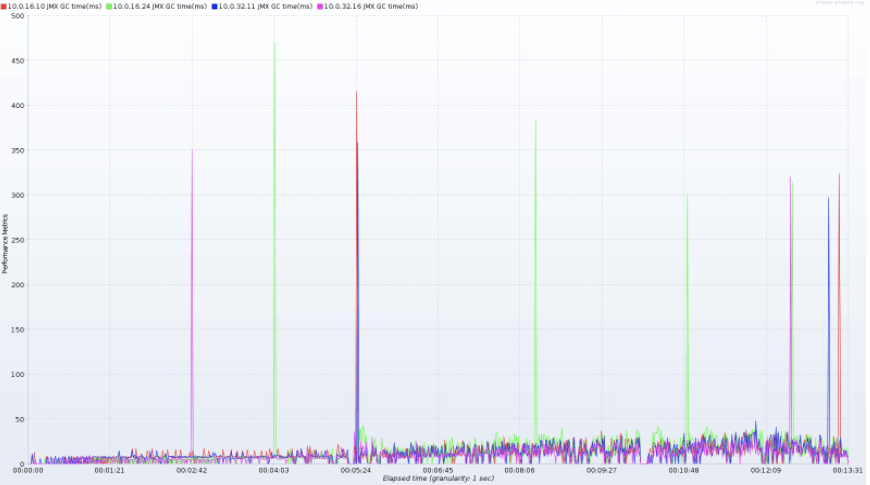 10.0.16.10 JMX GC time(ms) 10.0.16.24 JMX GC time(ms) 10.0.32.11 JMX GC time(ms) 10.0.32.16 JMX GC time(ms)
jmeter-plugins.org
500
450
400
350
300
250
200
150
100
50
0
Performance Metrics
00:00:00 00:01:21 00:02:42 00:04:03 00:05:24 00:06:45 00:08:06 00:09:27 00:10:48 00:12:09 00:13:31
Elapsed time (granularity: 1 sec)